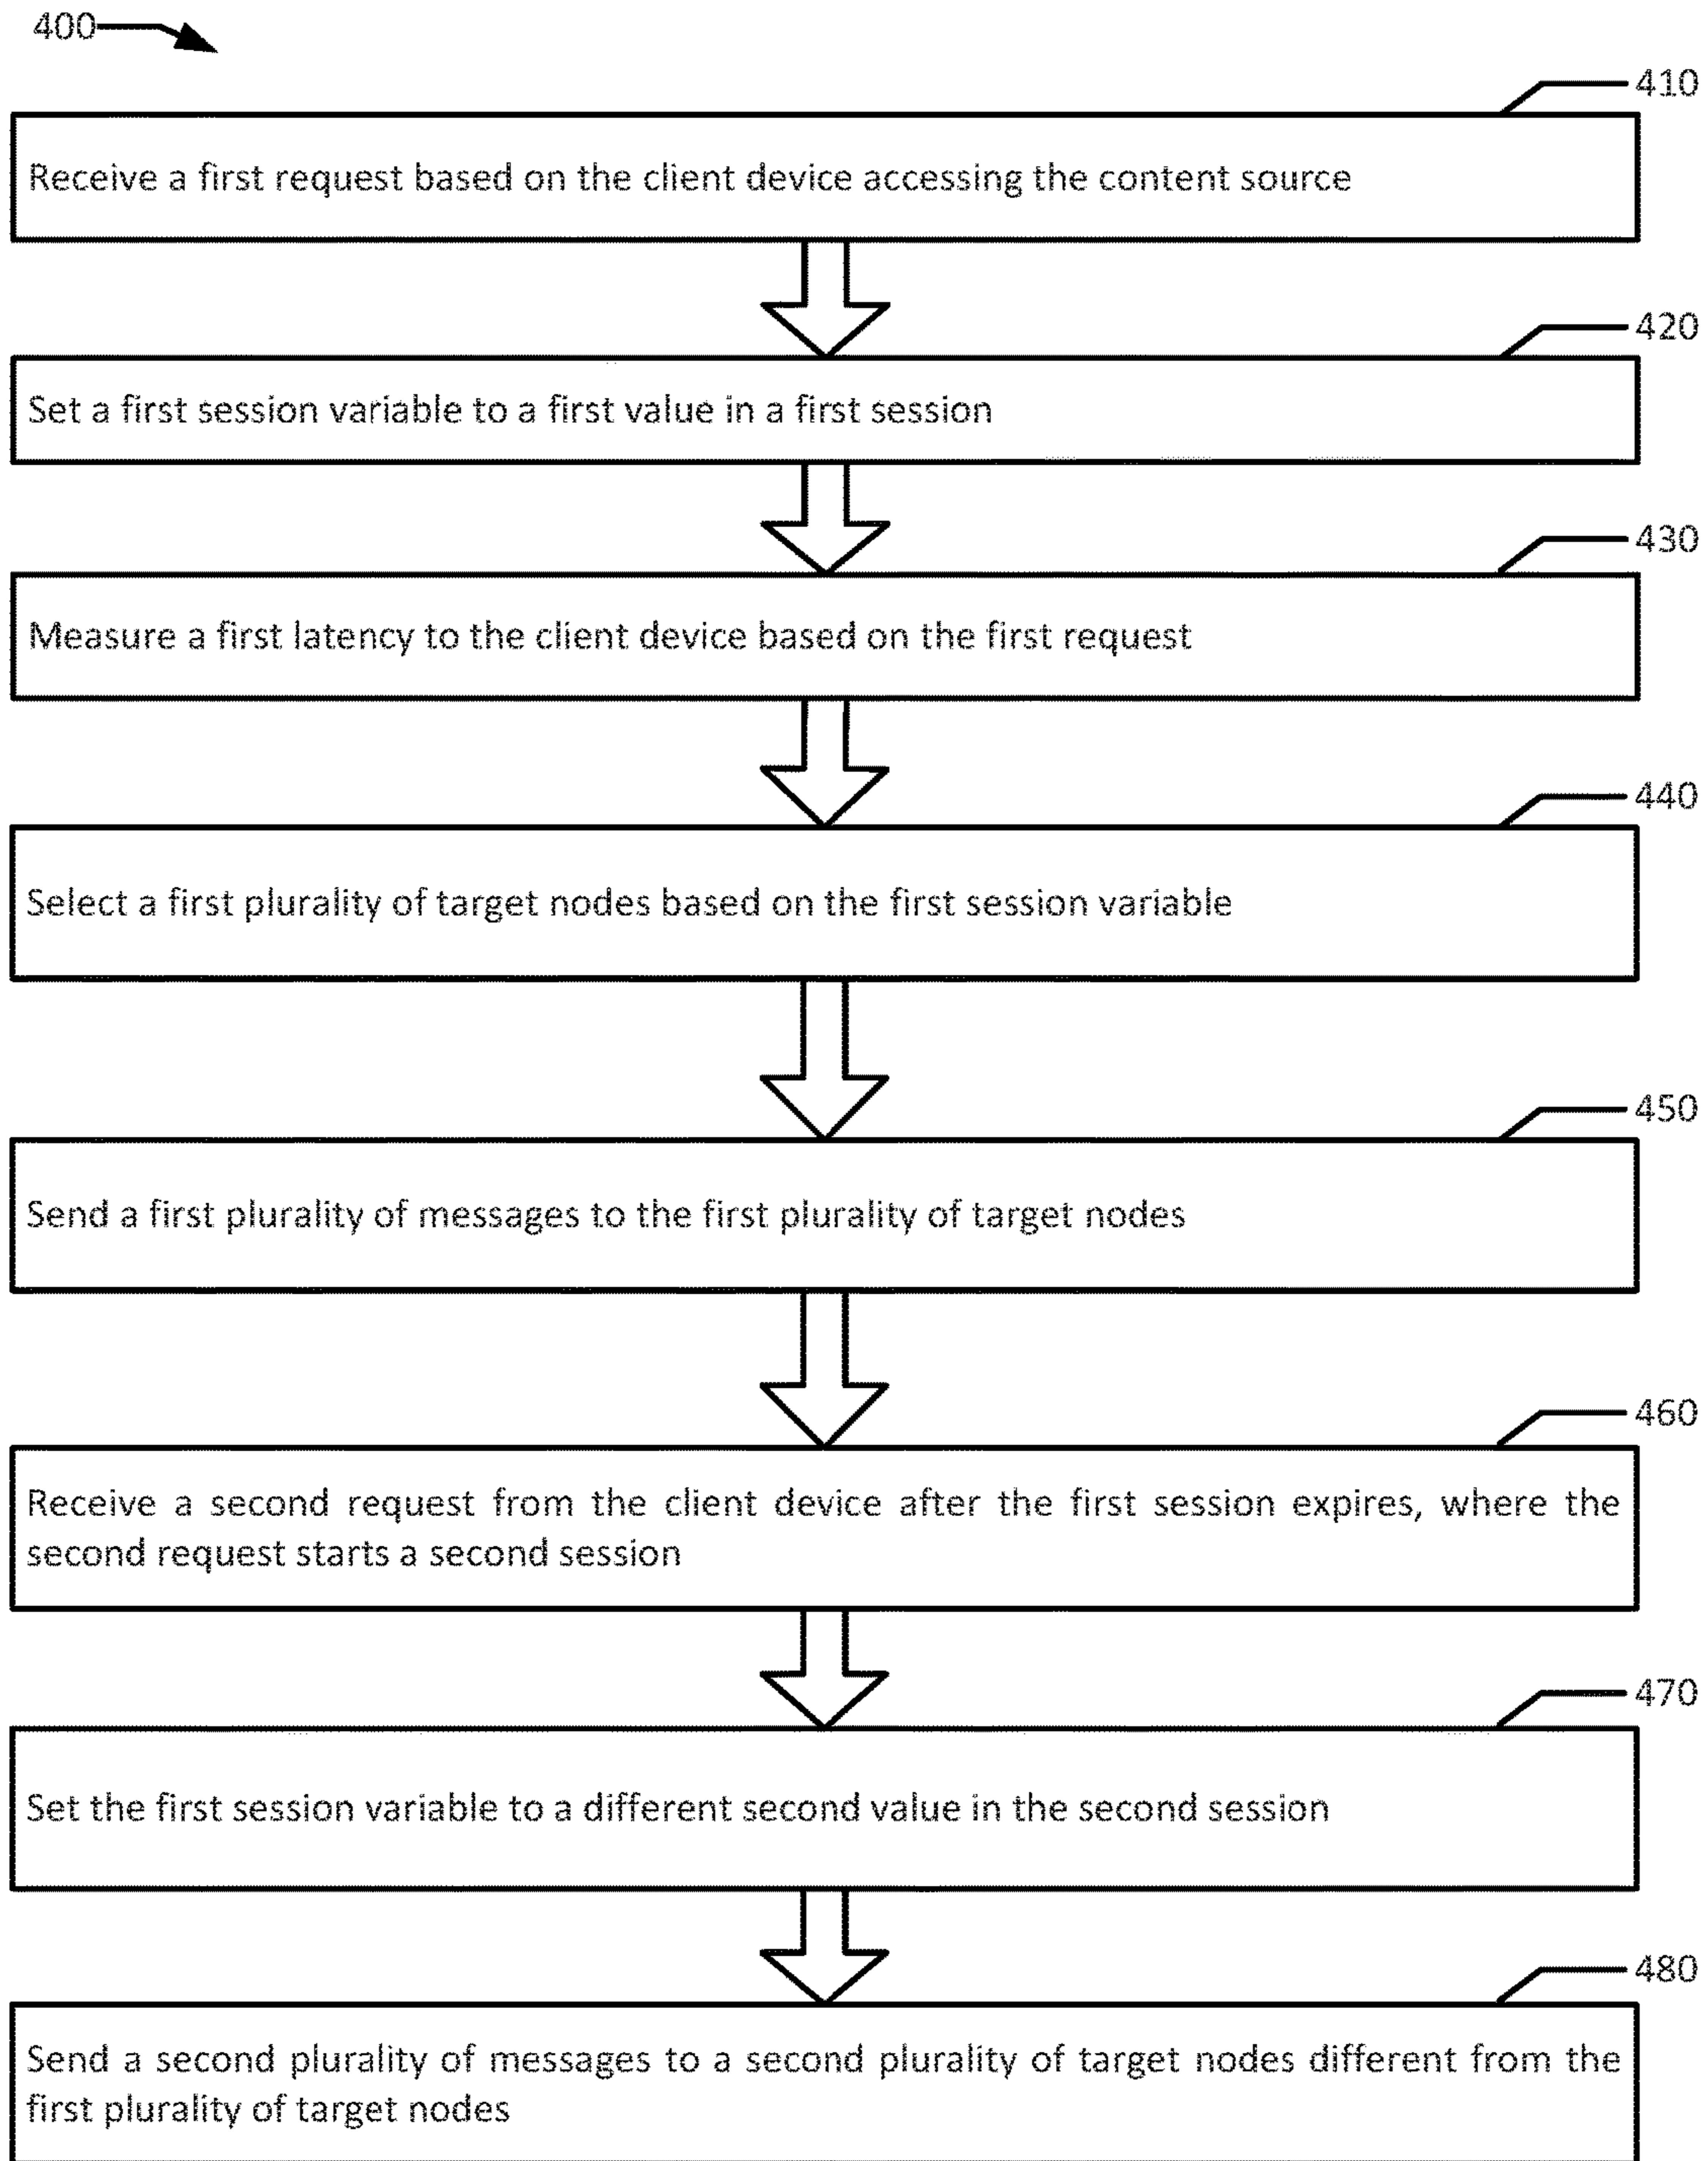 400
410
Receive a first request based on the client device accessing the content source
420
Set a first session variable to a first value in a first session
430
Measure a first latency to the client device based on the first request
440
Select a first plurality of target nodes based on the first session variable
450
Send a first plurality of messages to the first plurality of target nodes
460
Receive a second request from the client device after the first session expires, where the
second request starts a second session
470
Set the first session variable to a different second value in the second session
480
Send a second plurality of messages to a second plurality of target nodes different from the
first plurality of target nodes